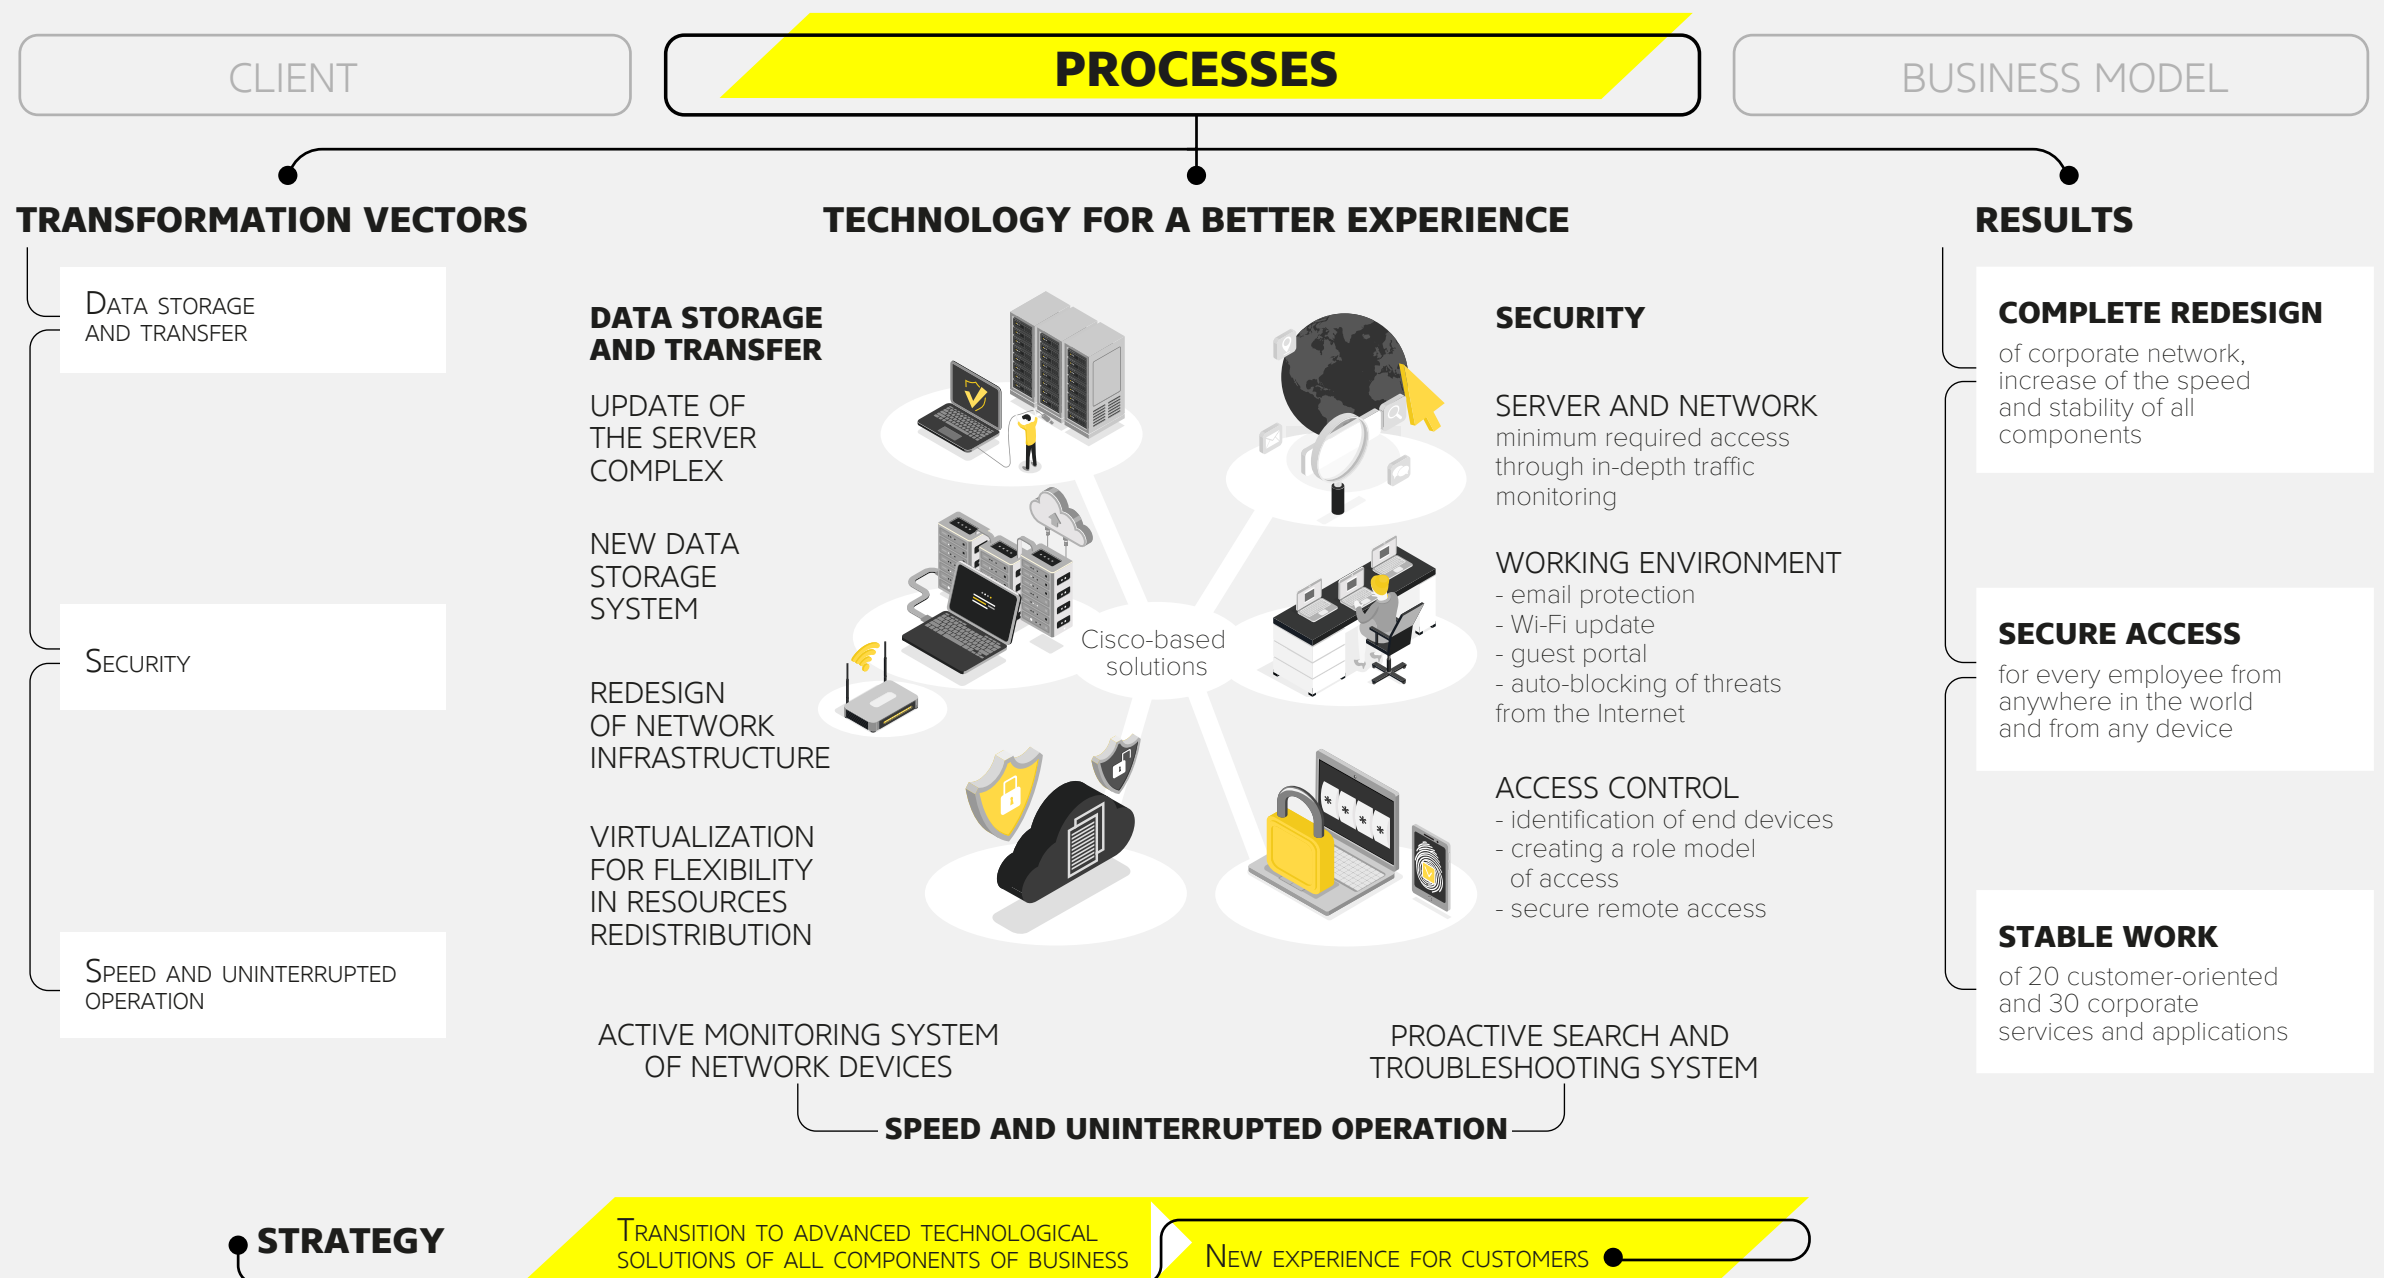 CLIENT
PROCESSES
BUSINESS MODEL
TRANSFORMATION VECTORS
DATA STORAGE
AND TRANSFER
SECURITY
SPEED AND UNINTERRUPTED
OPERATION
TECHNOLOGY FOR A BETTER EXPERIENCE
DATA STORAGE
AND TRANSFER
UPDATE OF
THE SERVER
COMPLEX
NEW DATA
STORAGE
SYSTEM
REDESIGN
OF NETWORK
INFRASTRUCTURE
VIRTUALIZATION
FOR FLEXIBILITY
IN RESOURCES
REDISTRIBUTION
Cisco-based
solutions
SECURITY
SERVER AND NETWORK
minimum required access
through in-depth traffic
monitoring
WORKING ENVIRONMENT
- email protection
- Wi-Fi update
- guest portal
- auto-blocking of threats
from the Internet
ACCESS CONTROL
- identification of end devices
- creating a role model
of access
- secure remote access
ACTIVE MONITORING SYSTEM
OF NETWORK DEVICES
PROACTIVE SEARCH AND
TROUBLESHOOTING SYSTEM
SPEED AND UNINTERRUPTED OPERATION
RESULTS
COMPLETE REDESIGN
of corporate network,
increase of the speed
and stability of all
components
SECURE ACCESS
for every employee from
anywhere in the world
and from any device
STABLE WORK
of 20 customer-oriented
and 30 corporate
services and applications
STRATEGY
TRANSITION TO ADVANCED TECHNOLOGICAL
SOLUTIONS OF ALL COMPONENTS OF BUSINESS
NEW EXPERIENCE FOR CUSTOMERS